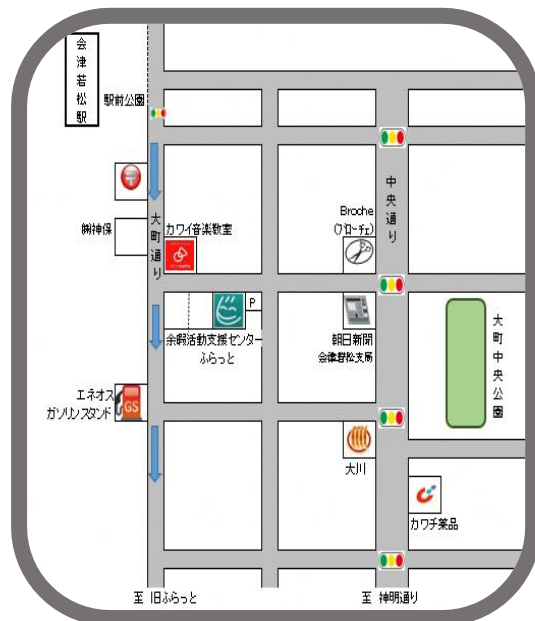 会津若松駅
駅前公園
㈱神保
大町通り
カワイ音楽教室
Broche
(ブローチェ)
中央通り
P
余暇活動支援センター
ふらっと
朝日新聞
会津若松支局
大町中央公園
エネオス
ガソリンスタンド
GS
大川
カワチ薬品
至 旧ふらっと
至 神明通り